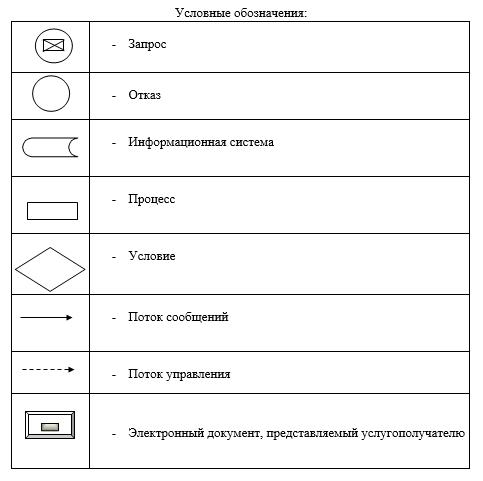 Условные обозначения:
- Запрос
- Отказ
- Информационная система
- Процесс
- Условие
- Поток сообщений
- Поток управления
- Электронный документ, представляемый услугополучателю